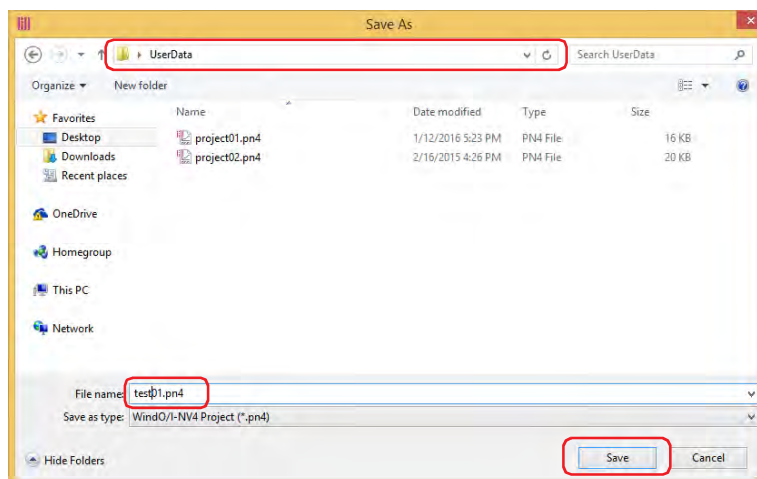 Save As
UserData
Search UserData
Organize
New folder
Favorites
Name
Date modified
Type
Size
Desktop
project01.pn4
1/12/2016 5:23 PM
PN4 File
16 KB
Downloads
project02.pn4
2/16/2015 4:26 PM
PN4 File
20 KB
Recent places
OneDrive
Homegroup
This PC
Network
File name:
test01.pn4
Save as type:
WindO/I-NV4 Project (*.pn4)
Hide Folders
Save
Cancel